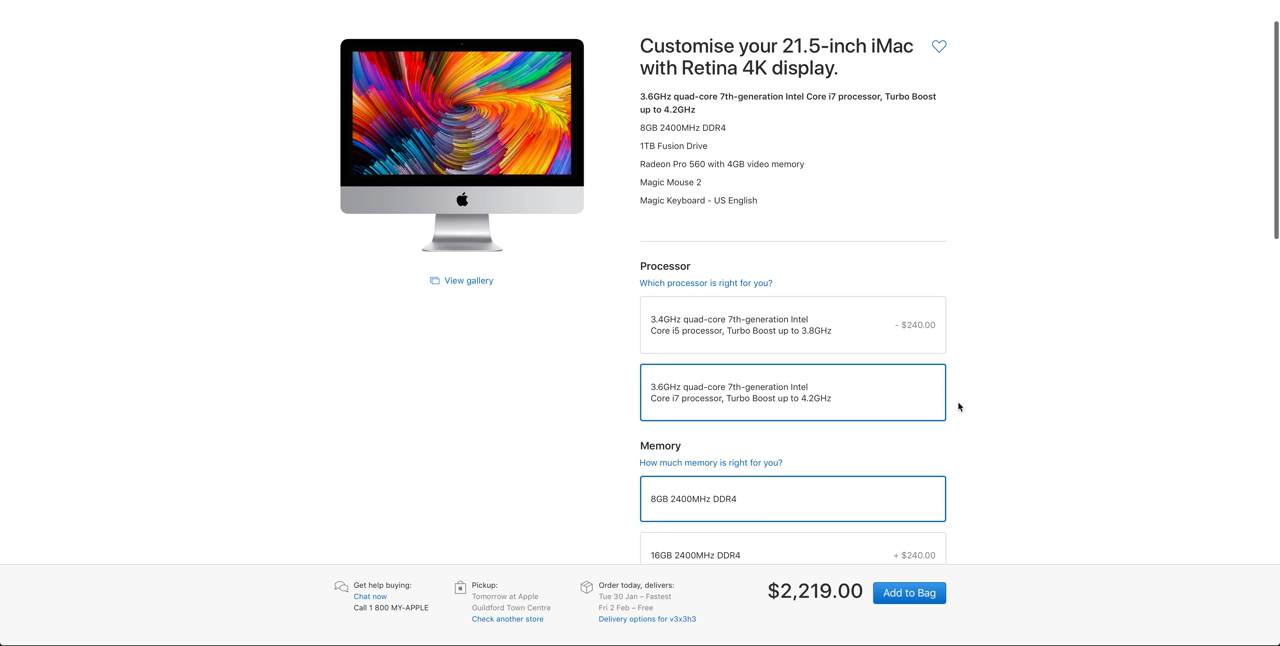 Customise your 21.5-inch iMac
with Retina 4K display.
3.6GHz quad-core 7th-generation Intel Core i7 processor, Turbo Boost
up to 4.2GHz
8GB 2400MHz DDR4
1TB Fusion Drive
Radeon Pro 560 with 4GB video memory
Magic Mouse 2
Magic Keyboard - US English
View gallery
Processor
Which processor is right for you?
3.4GHz quad-core 7th-generation Intel
Core i5 processor, Turbo Boost up to 3.8GHz
- $240.00
3.6GHz quad-core 7th-generation Intel
Core i7 processor, Turbo Boost up to 4.2GHz
Memory
How much memory is right for you?
8GB 2400MHz DDR4
16GB 2400MHz DDR4
+ $240.00
Get help buying:
Chat now
Call 1 800 MY-APPLE
Pickup:
Tomorrow at Apple
Guildford Town Centre
Check another store
Order today, delivers:
Tue 30 Jan – Fastest
Fri 2 Feb – Free
Delivery options for v3x3h3
$2,219.00
Add to Bag